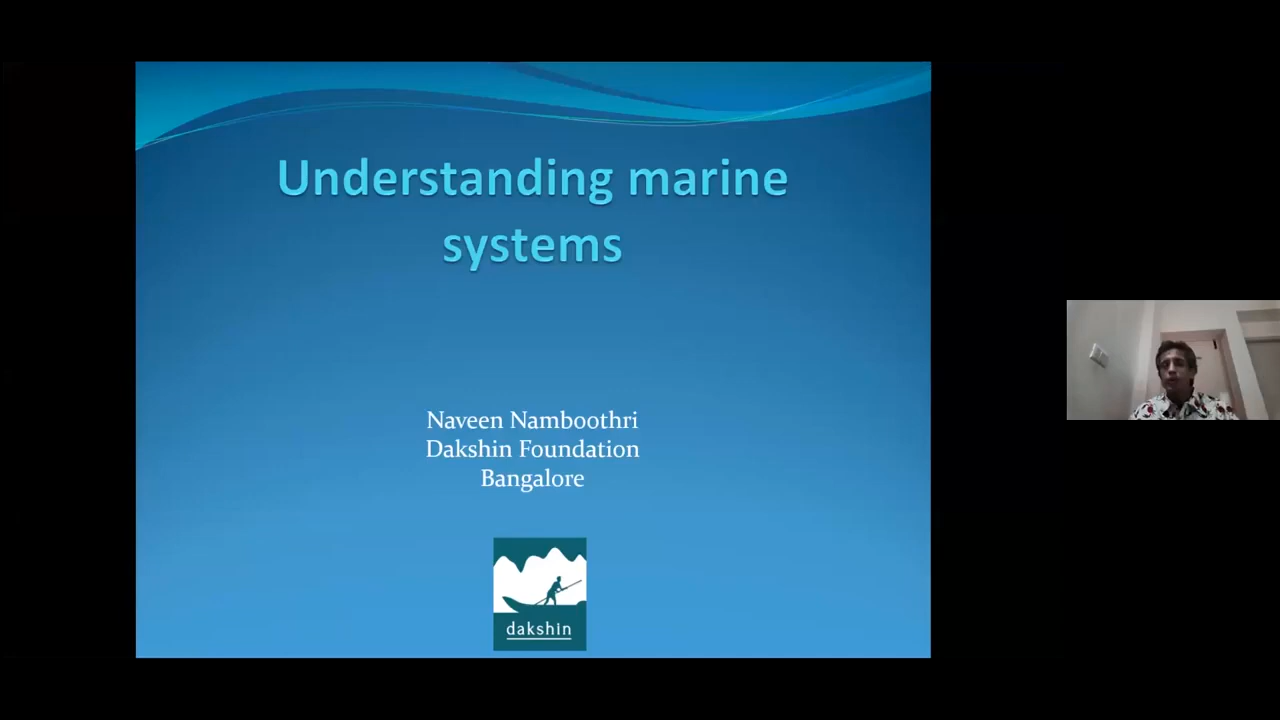 Understanding marine
systems
Naveen Namboothri
Dakshin Foundation
Bangalore
dakshin